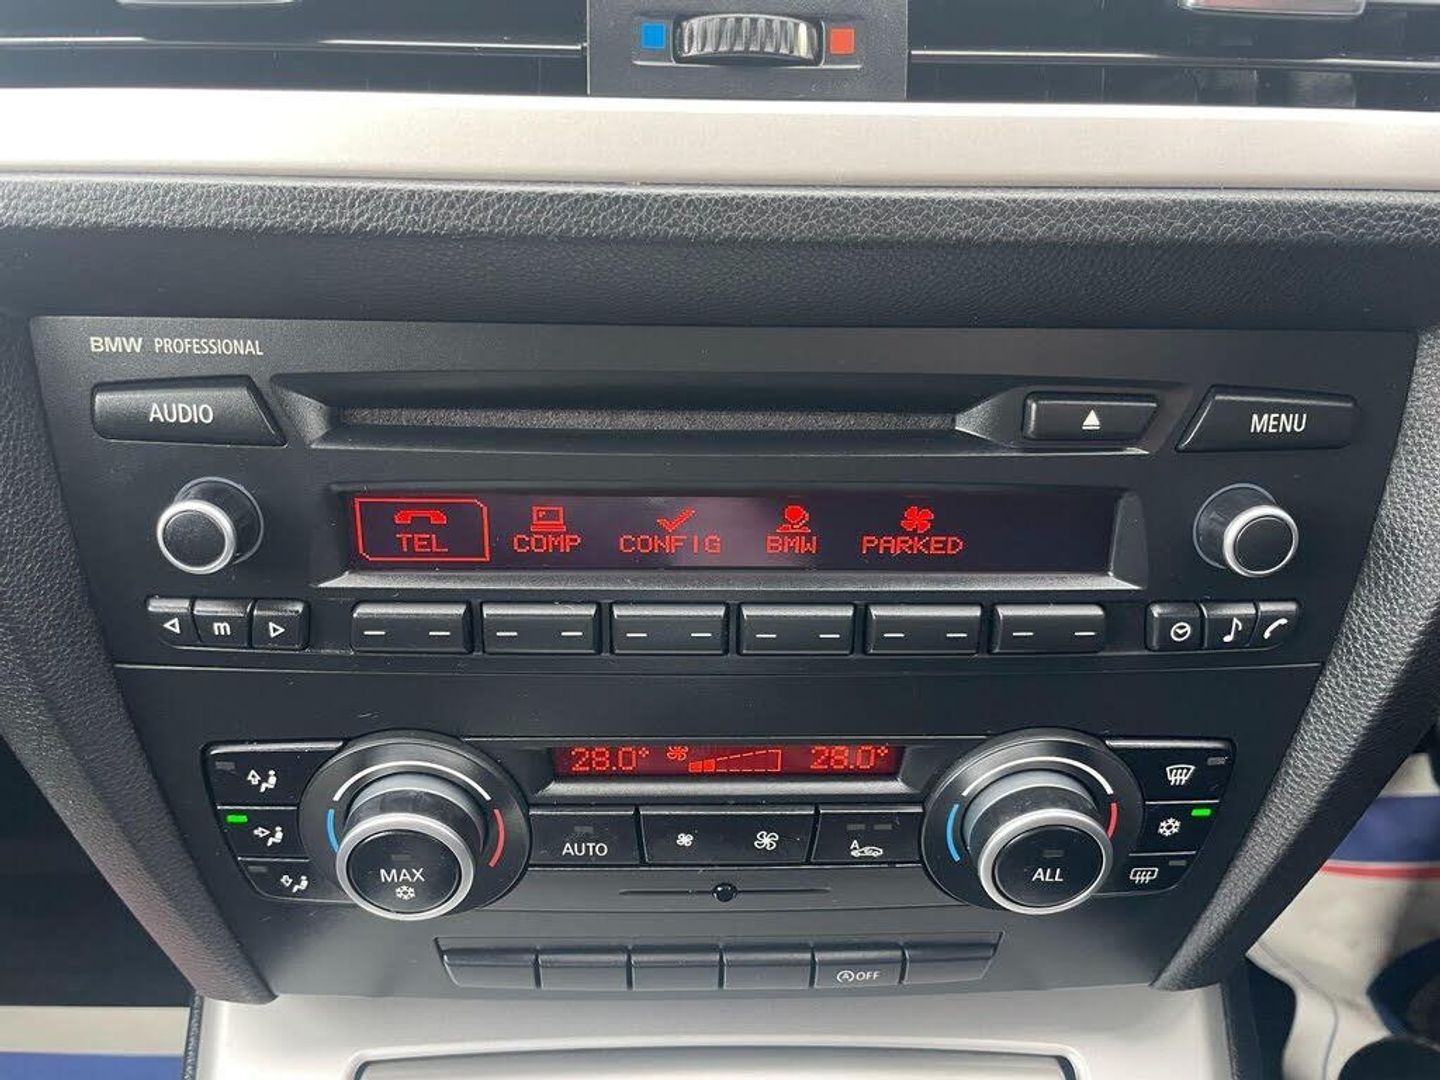 BMW PROFESSIONAL
AUDIO
MENU
TEL COMP CONFIG BMW PARKED
m
28.0° 28.0°
AUTO
A
MAX
ALL
A OFF